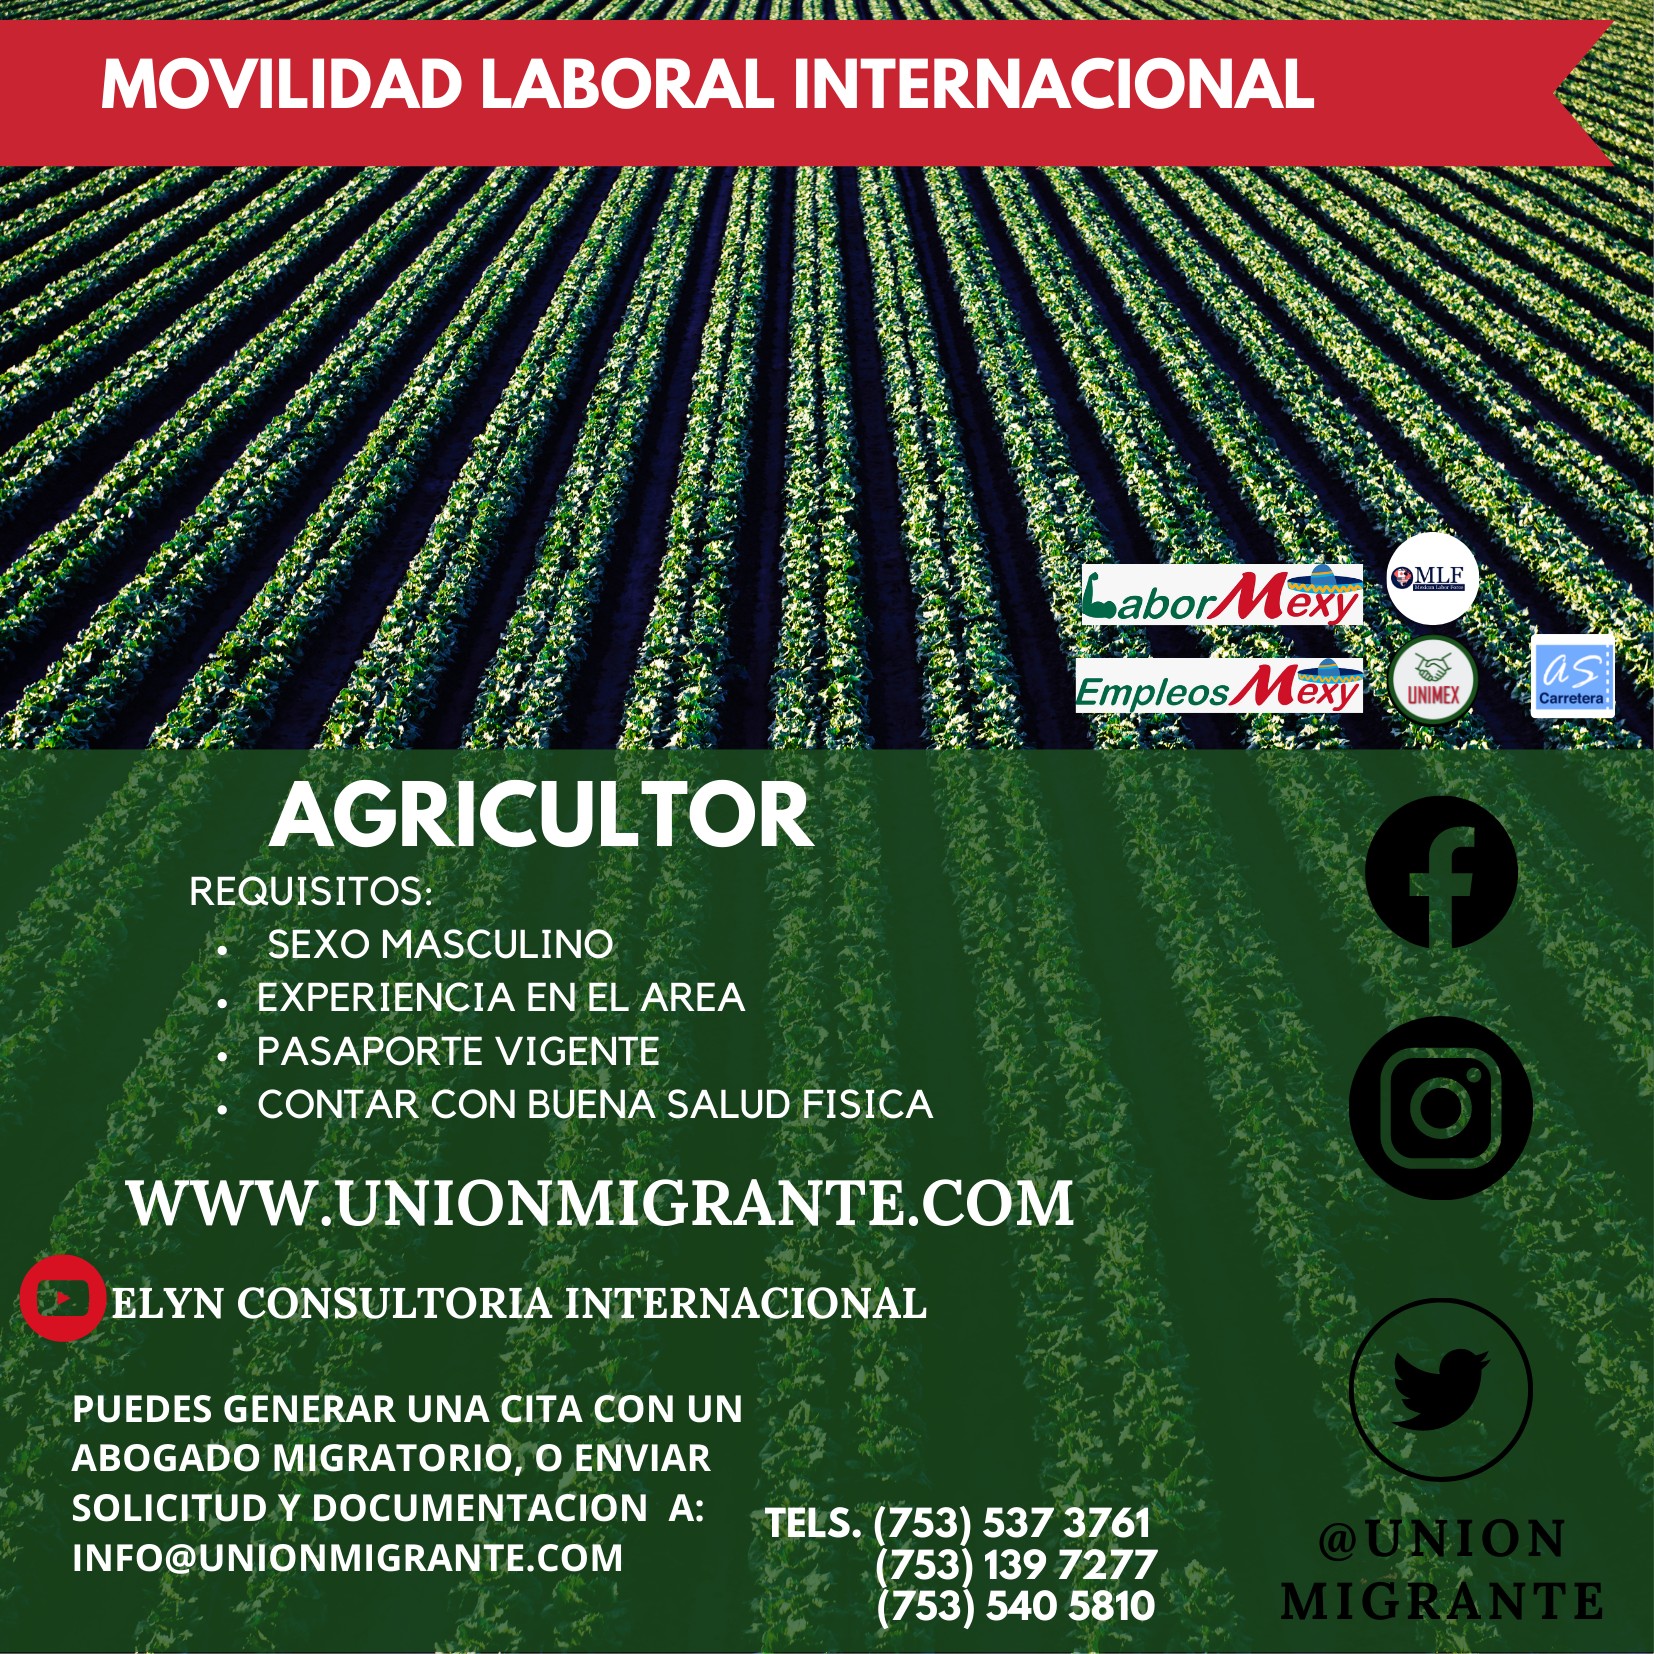 MOVILIDAD LABORAL INTERNACIONAL
LaborMexy
MLF
EmpleosMexy
UNIMEX
as
Carretera
AGRICULTOR
REQUISITOS:
• SEXO MASCULINO
• EXPERIENCIA EN EL AREA
• PASAPORTE VIGENTE
• CONTAR CON BUENA SALUD FISICA
WWW.UNIONMIGRANTE.COM
ELYN CONSULTORIA INTERNACIONAL
PUEDES GENERAR UNA CITA CON UN
ABOGADO MIGRATORIO, O ENVIAR
SOLICITUD Y DOCUMENTACION A:
INFO@UNIONMIGRANTE.COM
TELS. (753) 537 3761
(753) 139 7277
(753) 540 5810
@UNION
MIGRANTE